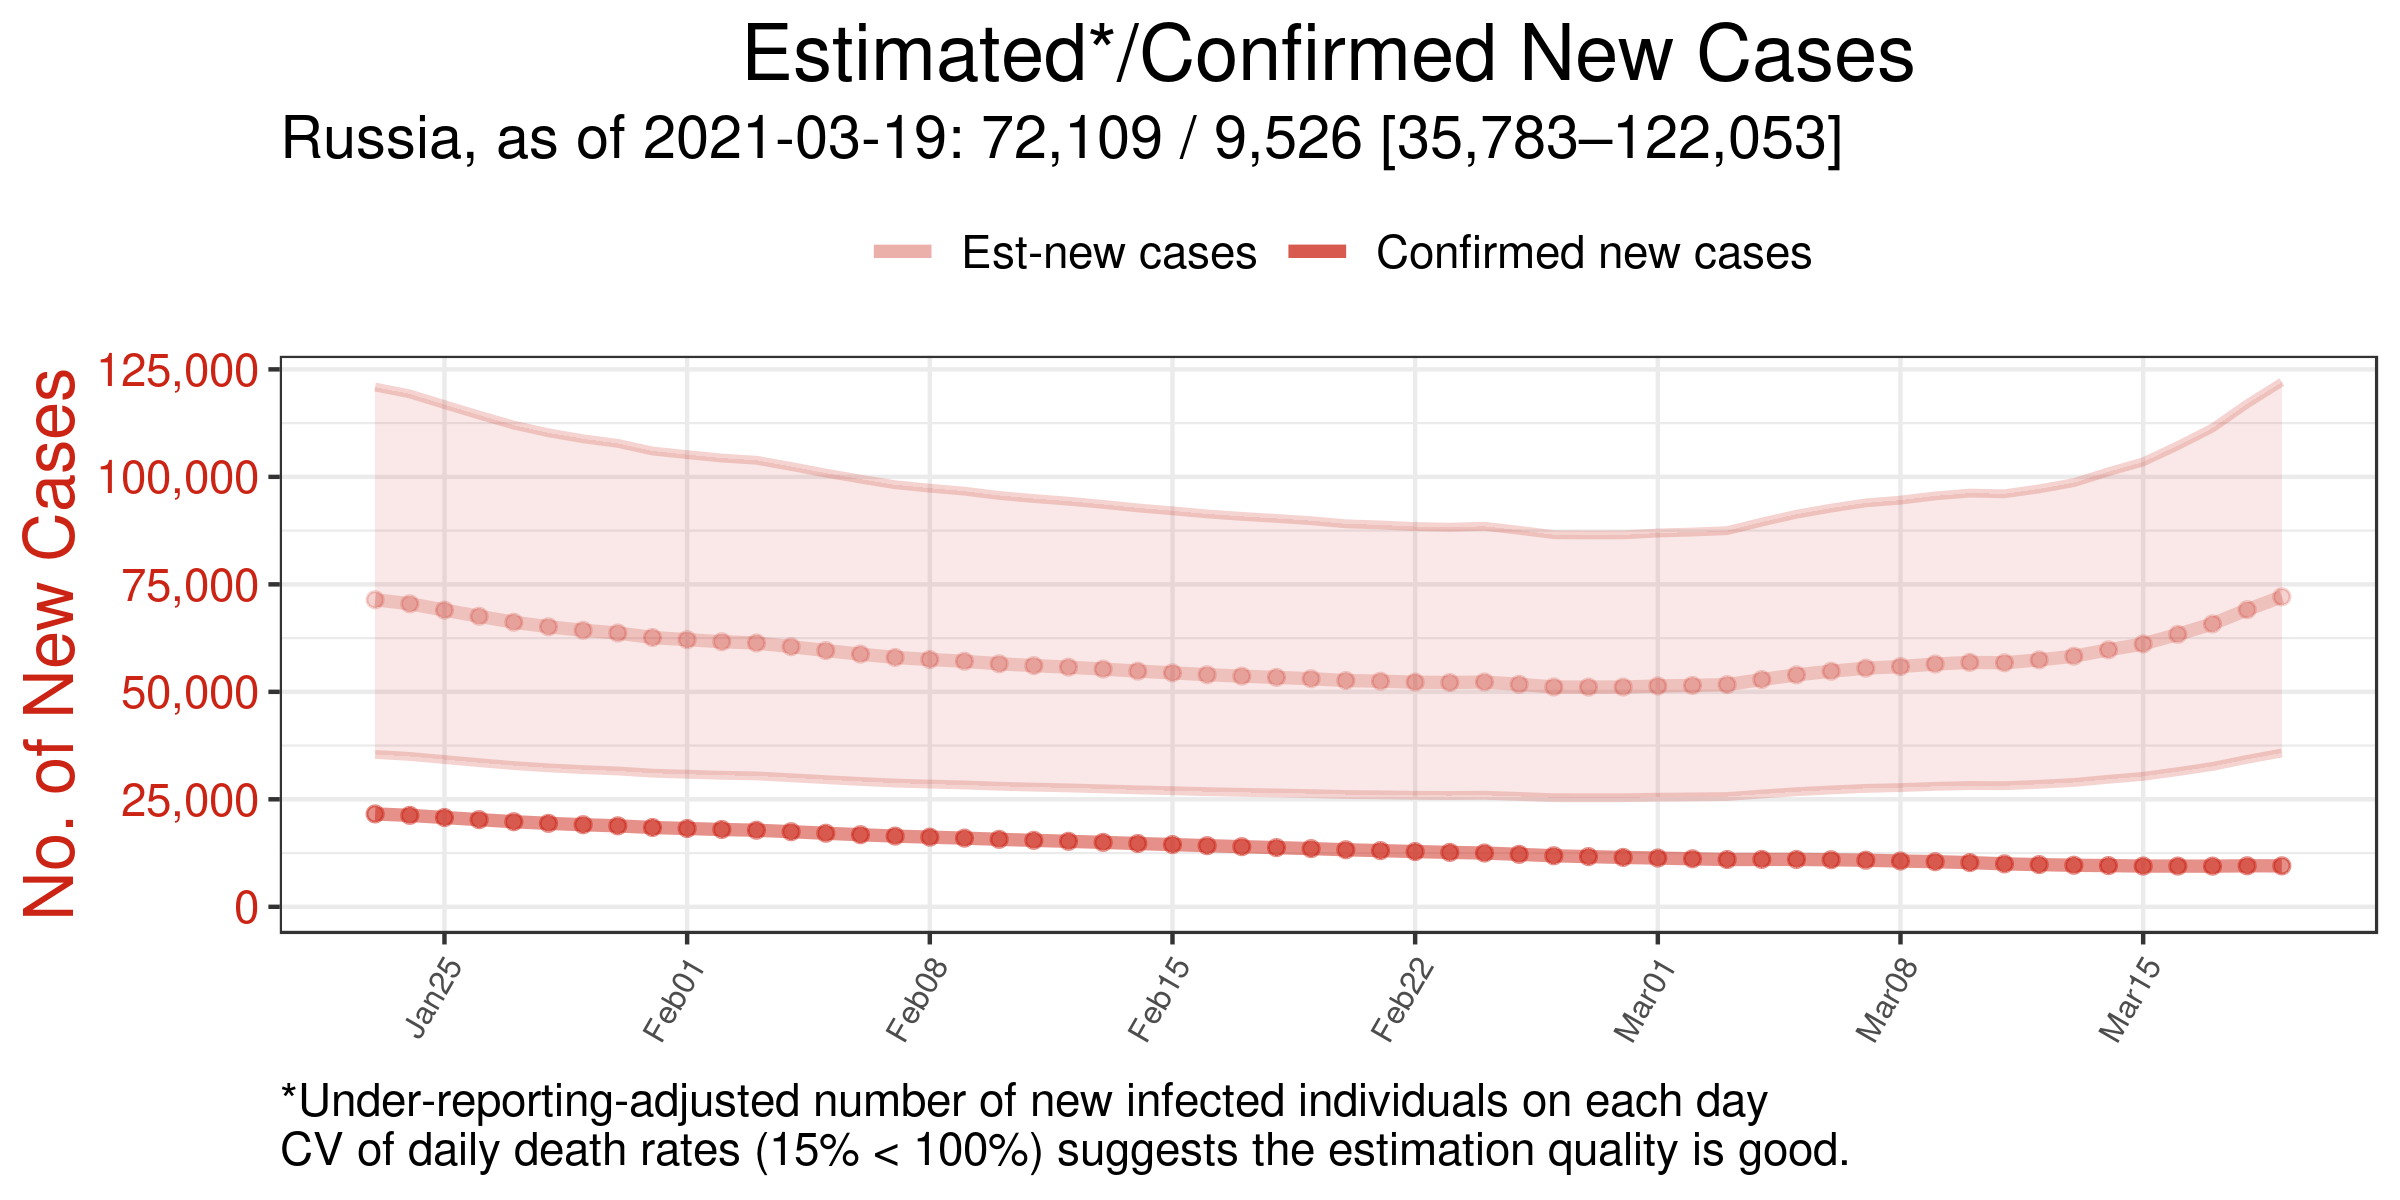 Estimated*/Confirmed New Cases
Russia, as of 2021-03-19: 72,109 / 9,526 [35,783–122,053]
Est-new cases
Confirmed new cases
No. of New Cases
125,000
100,000
75,000
50,000
25,000
0
Jan25
Feb01
Feb08
Feb15
Feb22
Mar01
Mar08
Mar15
*Under-reporting-adjusted number of new infected individuals on each day
CV of daily death rates (15% < 100%) suggests the estimation quality is good.